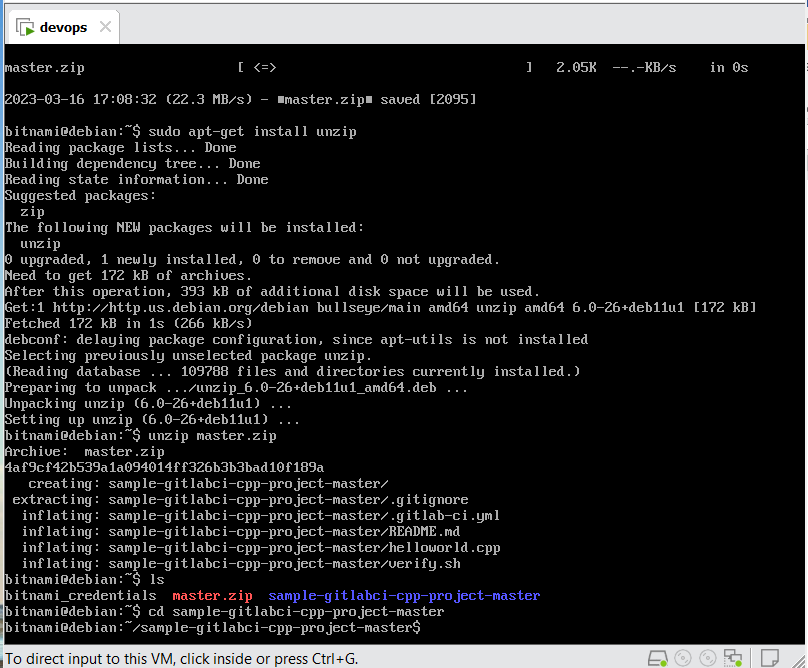 devops
master.zip [ <=> ] 2.05K --.-KB/s in 0s
2023-03-16 17:08:32 (22.3 MB/s) - ■master.zip■ saved [2095]
bitnami@debian:~$ sudo apt-get install unzip
Reading package lists... Done
Building dependency tree... Done
Reading state information... Done
Suggested packages:
  zip
The following NEW packages will be installed:
  unzip
0 upgraded, 1 newly installed, 0 to remove and 0 not upgraded.
Need to get 172 kB of archives.
After this operation, 393 kB of additional disk space will be used.
Get:1 http://http.us.debian.org/debian bullseye/main amd64 unzip amd64 6.0-26+deb11u1 [172 kB]
Fetched 172 kB in 1s (266 kB/s)
debconf: delaying package configuration, since apt-utils is not installed
Selecting previously unselected package unzip.
(Reading database ... 109788 files and directories currently installed.)
Preparing to unpack .../unzip_6.0-26+deb11u1_amd64.deb ...
Unpacking unzip (6.0-26+deb11u1) ...
Setting up unzip (6.0-26+deb11u1) ...
bitnami@debian:~$ unzip master.zip
Archive:  master.zip
4af9cf42b539a1a094014ff326b3b3bad10f189a
   creating: sample-gitlabci-cpp-project-master/
 extracting: sample-gitlabci-cpp-project-master/.gitignore
  inflating: sample-gitlabci-cpp-project-master/.gitlab-ci.yml
  inflating: sample-gitlabci-cpp-project-master/README.md
  inflating: sample-gitlabci-cpp-project-master/helloworld.cpp
  inflating: sample-gitlabci-cpp-project-master/verify.sh
bitnami@debian:~$ ls
bitnami_credentials  master.zip  sample-gitlabci-cpp-project-master
bitnami@debian:~$ cd sample-gitlabci-cpp-project-master
bitnami@debian:~/sample-gitlabci-cpp-project-master$
To direct input to this VM, click inside or press Ctrl+G.